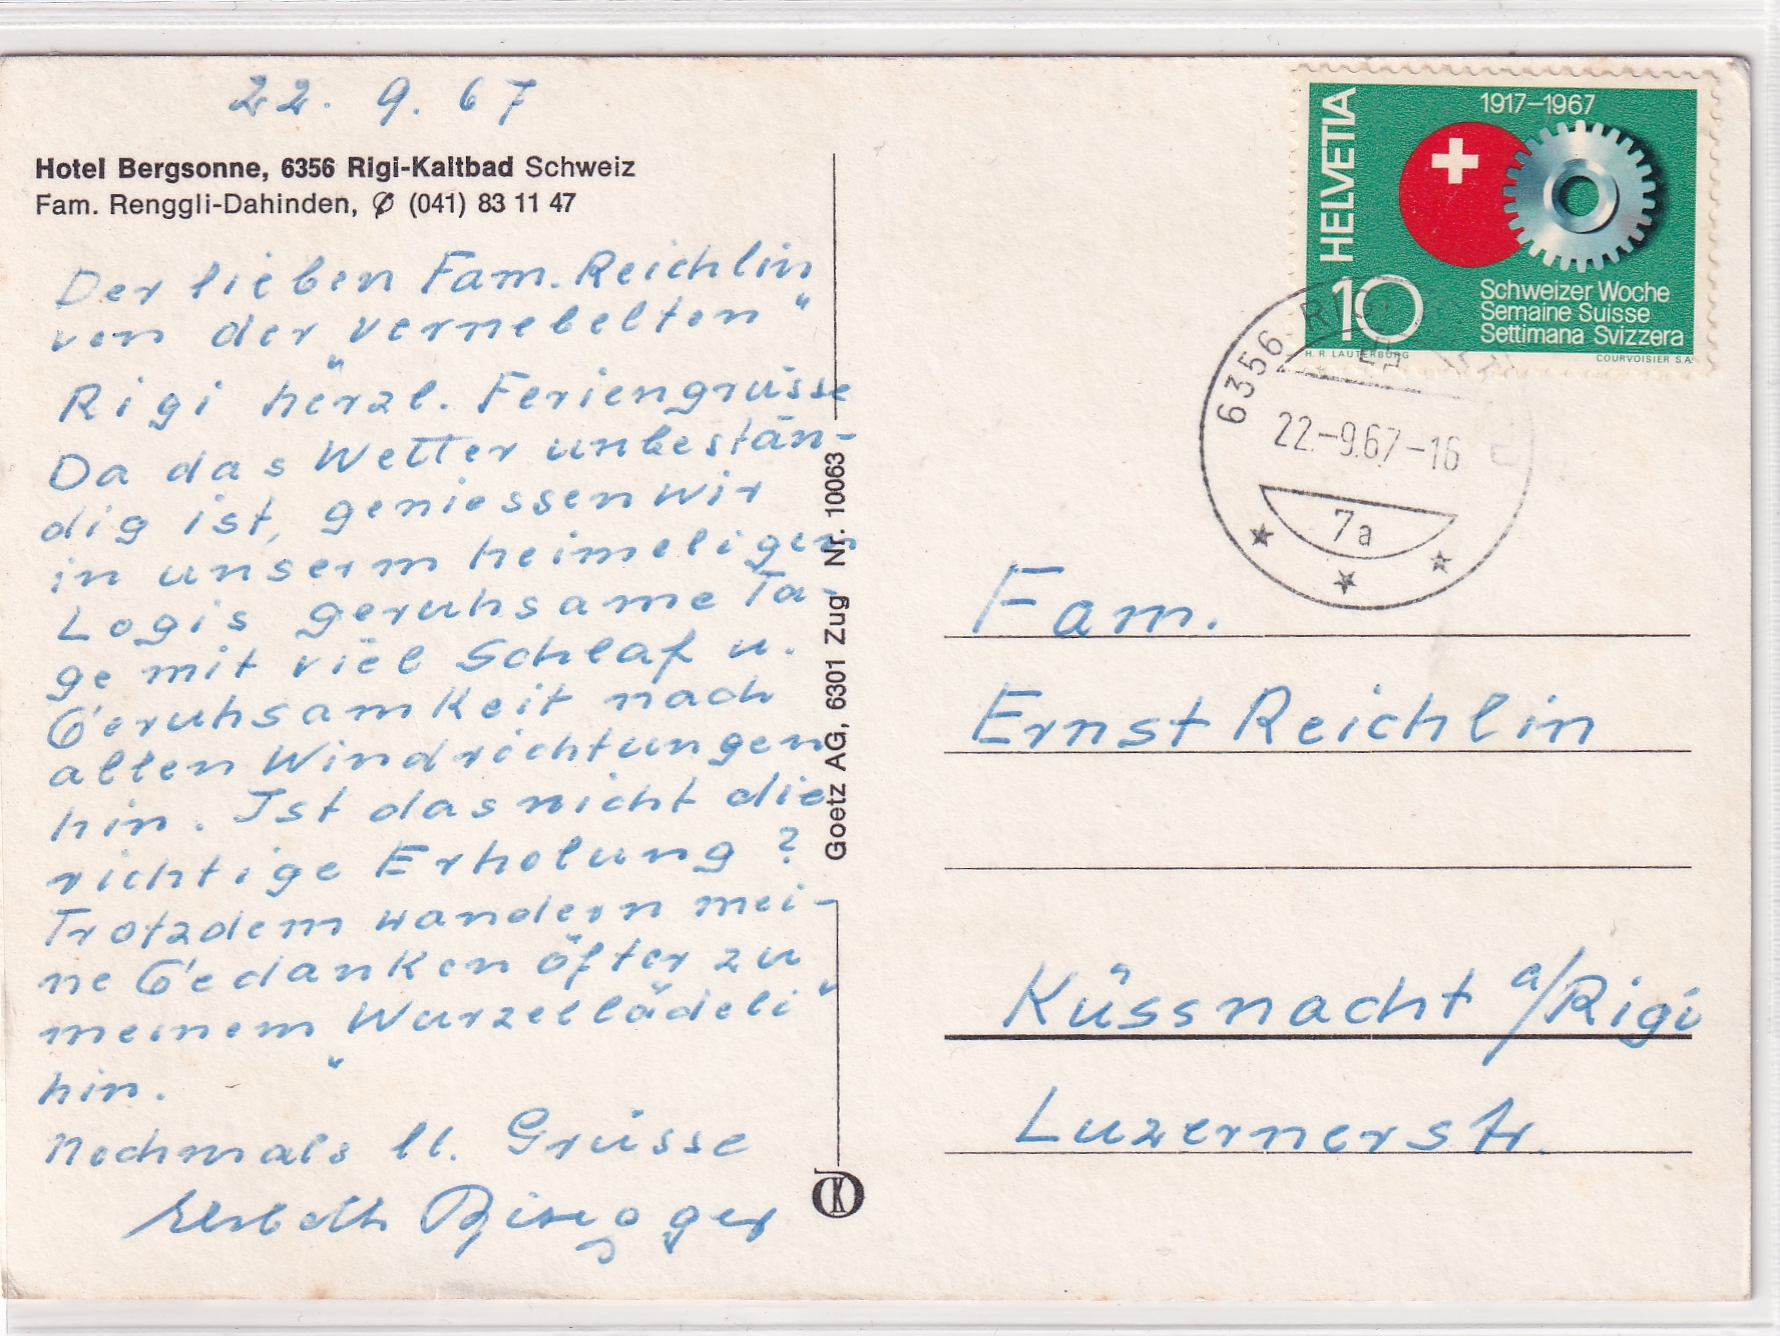 22. 9. 67
Hotel Bergsonne, 6356 Rigi-Kaltbad Schweiz
Fam. Renggli-Dahinden, (041) 83 11 47
Der lieben Fam. Reichlin
von der „vernebelten"
Rigi herzl. Feriengrüsse
Da das Wetter unbestän-
dig ist, geniessen wir
in unserm heimeligen
Logis geruhsame Ta-
ge mit viel Schlaf u.
Geruhsamkeit nach
allen Windrichtungen
hin. Ist das nicht die
richtige Erholung?
Trotzdem wandern mei-
ne Gedanken öfter zu
meinem „Wurzellädeli"
hin.
Nochmals ll. Grüsse
Elsbeth
Goetz AG, 6301 Zug Nr. 10063
HELVETIA
1917–1967
10
Schweizer Woche
Semaine Suisse
Settimana Svizzera
H. R. LAUTERBURG
COURVOISIER S.A.
6356 RIGI
22.-9.67-16
7a
Fam.
Ernst Reichlin
Küssnacht a/Rigi
Luzernerstr.